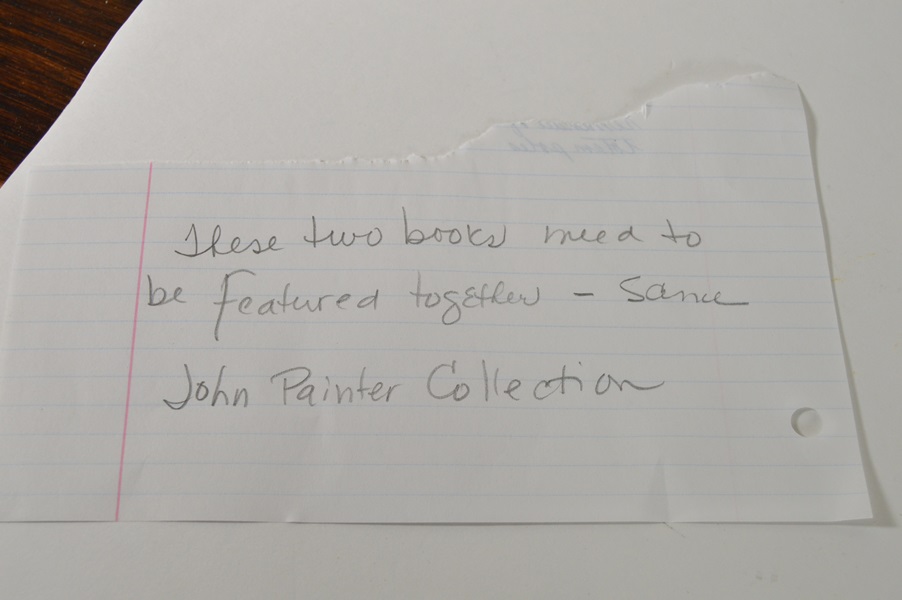 These two books need to
be featured together - same
John Painter Collection